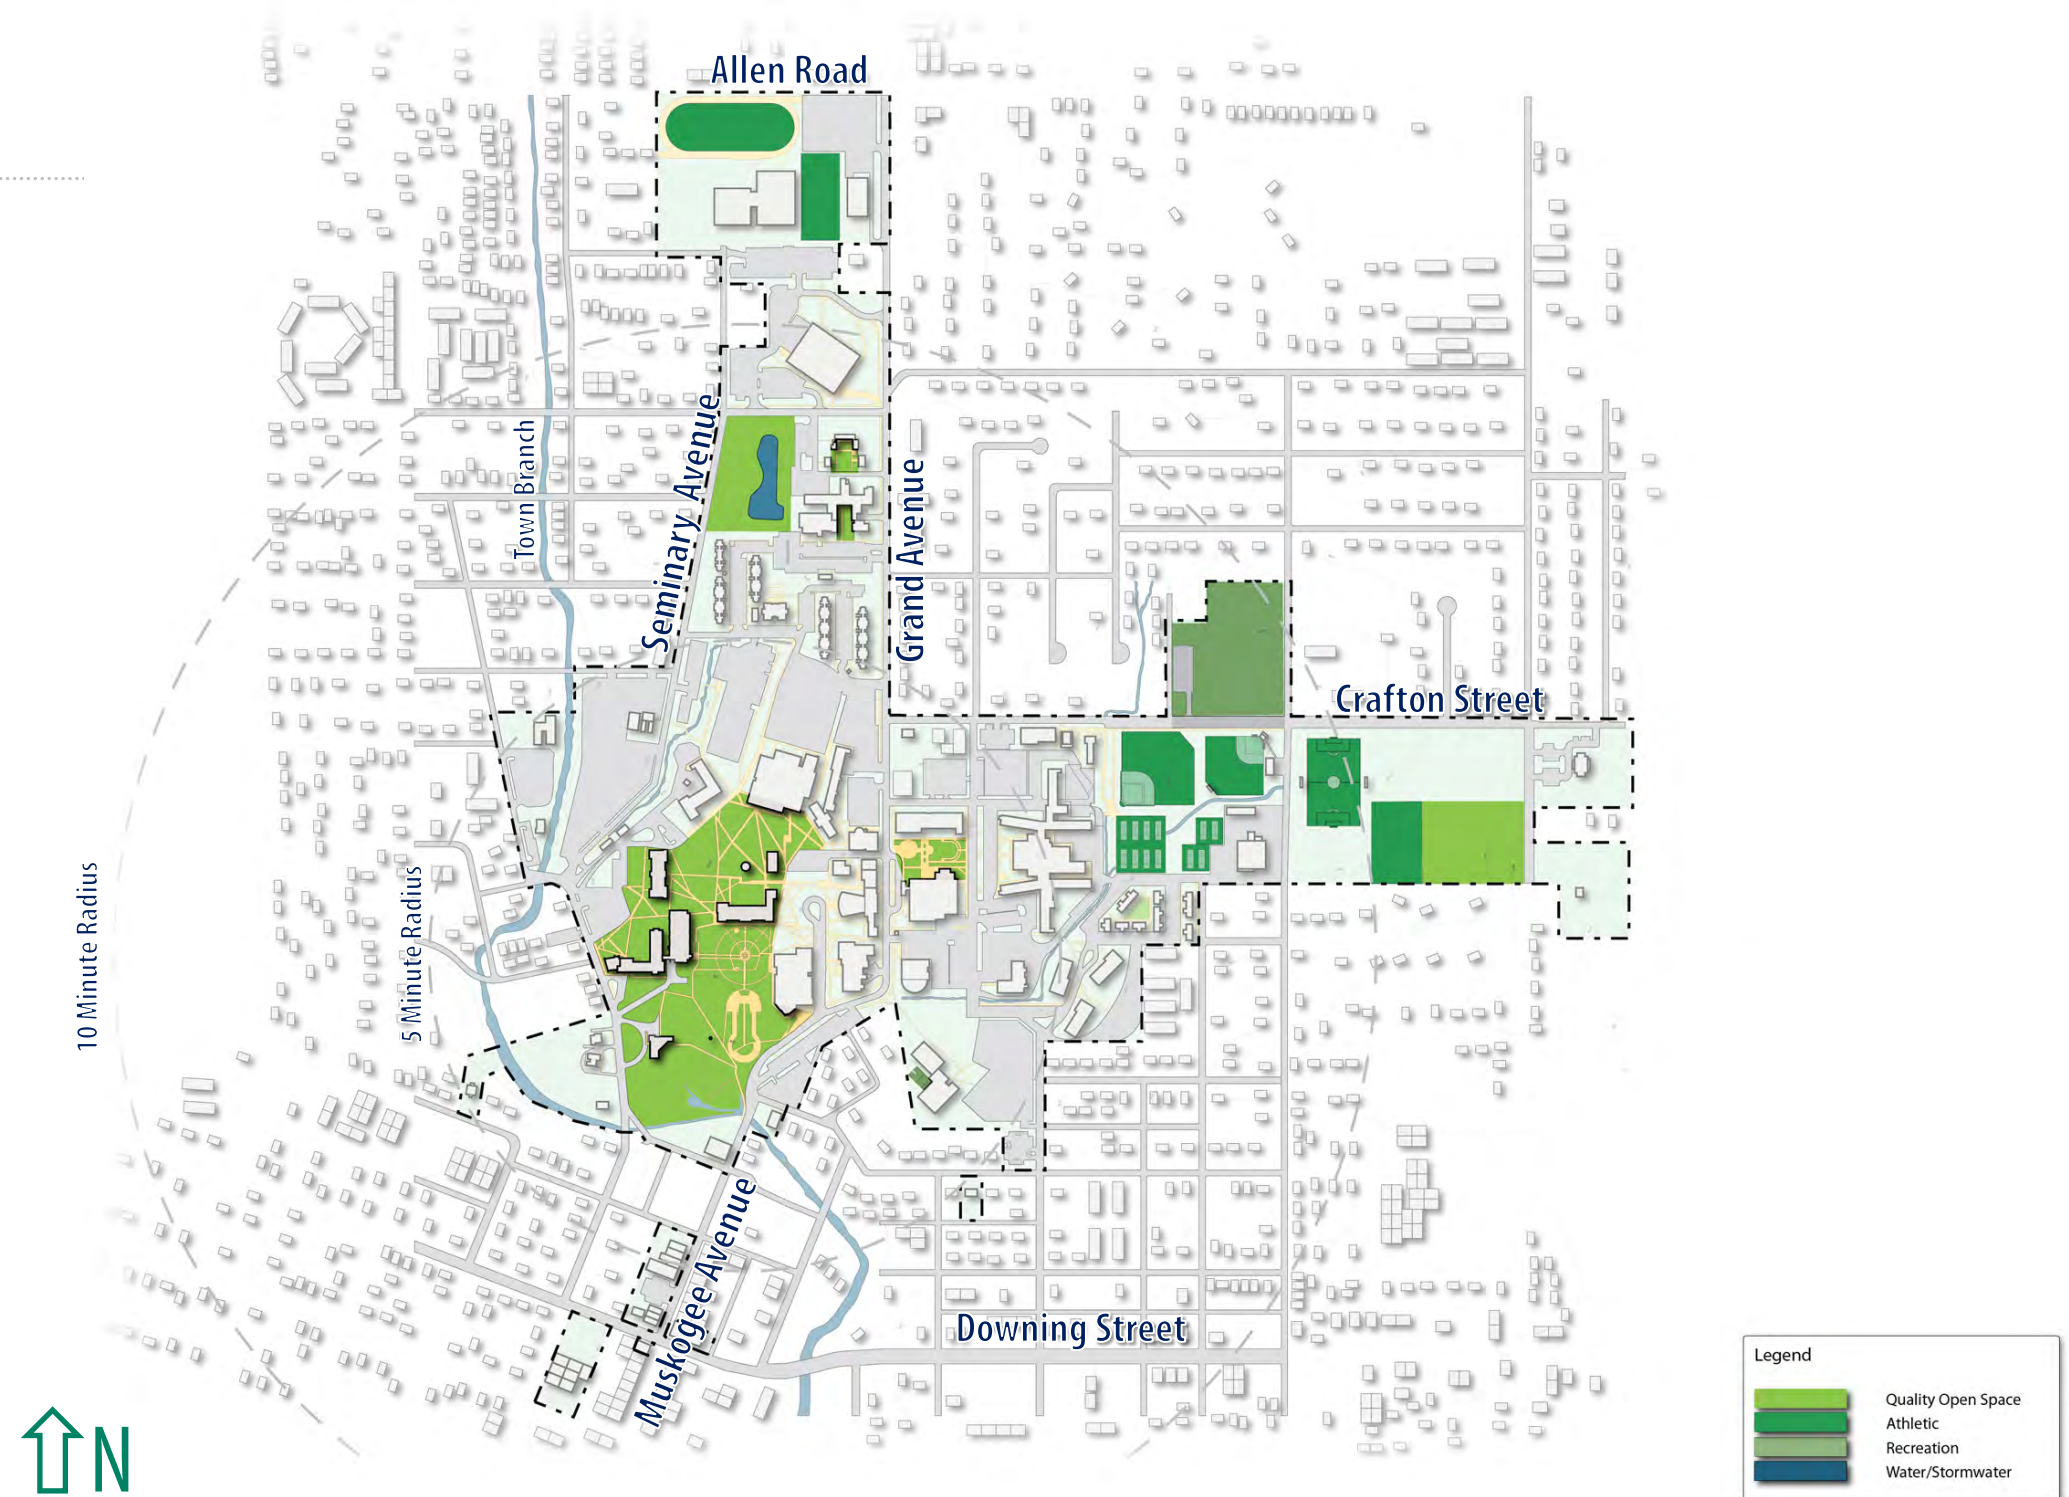 Allen Road
Seminary Avenue
Town Branch
Grand Avenue
Crafton Street
10 Minute Radius
5 Minute Radius
Muskogee Avenue
Downing Street
N
Legend
Quality Open Space
Athletic
Recreation
Water/Stormwater